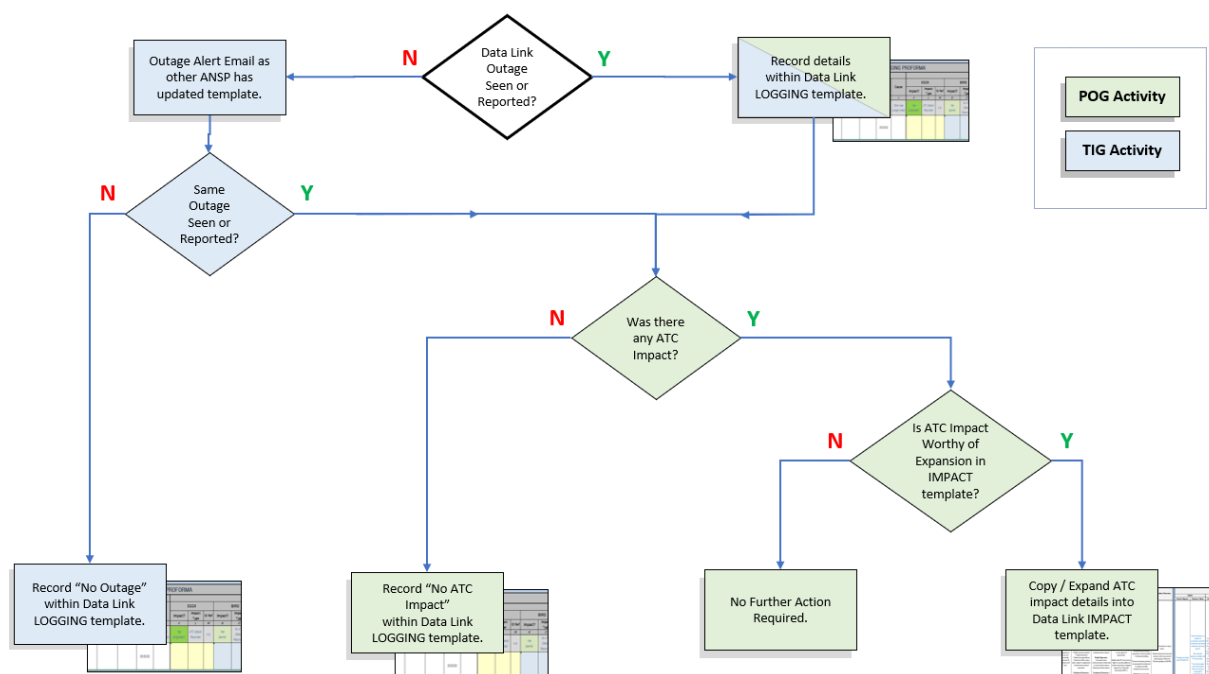 N
Data Link
Outage
Seen or
Reported?
Y
Outage Alert Email as
other ANSP has
updated template.
Record details
within Data Link
LOGGING template.
POG Activity
TIG Activity
N
Same
Outage
Seen or
Reported?
Y
N
Was there
any ATC
Impact?
Y
N
Is ATC Impact
Worthy of
Expansion in
IMPACT
template?
Y
Record “No Outage”
within Data Link
LOGGING template.
PROFORMA
Record “No ATC
Impact”
within Data Link
LOGGING template.
No Further Action
Required.
Copy / Expand ATC
impact details into
Data Link IMPACT
template.